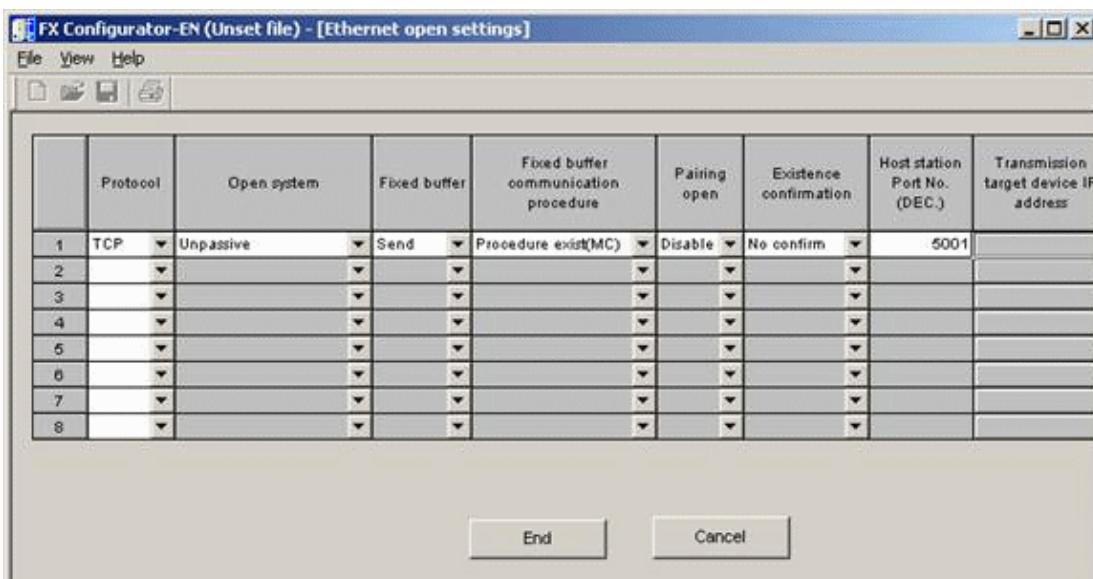 FX Configurator-EN (Unset file) - [Ethernet open settings]
File View Help
Protocol Open system Fixed buffer Fixed buffer communication procedure Pairing open Existence confirmation Host station Port No. (DEC.) Transmission target device IP address
1 TCP Unpassive Send Procedure exist(MC) Disable No confirm 5001
2
3
4
5
6
7
8
End Cancel